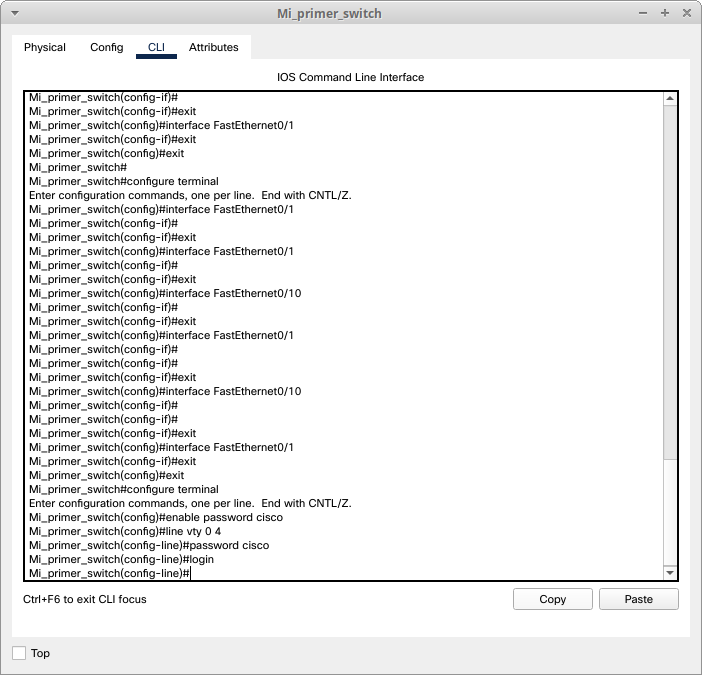 Mi_primer_switch
Physical Config CLI Attributes
IOS Command Line Interface
Mi_primer_switch(config-if)#
Mi_primer_switch(config-if)#exit
Mi_primer_switch(config)#interface FastEthernet0/1
Mi_primer_switch(config-if)#exit
Mi_primer_switch(config)#exit
Mi_primer_switch#
Mi_primer_switch#configure terminal
Enter configuration commands, one per line.  End with CNTL/Z.
Mi_primer_switch(config)#interface FastEthernet0/1
Mi_primer_switch(config-if)#
Mi_primer_switch(config-if)#exit
Mi_primer_switch(config)#interface FastEthernet0/1
Mi_primer_switch(config-if)#
Mi_primer_switch(config-if)#exit
Mi_primer_switch(config)#interface FastEthernet0/10
Mi_primer_switch(config-if)#
Mi_primer_switch(config-if)#exit
Mi_primer_switch(config)#interface FastEthernet0/1
Mi_primer_switch(config-if)#
Mi_primer_switch(config-if)#
Mi_primer_switch(config-if)#exit
Mi_primer_switch(config)#interface FastEthernet0/10
Mi_primer_switch(config-if)#
Mi_primer_switch(config-if)#
Mi_primer_switch(config-if)#exit
Mi_primer_switch(config)#interface FastEthernet0/1
Mi_primer_switch(config-if)#exit
Mi_primer_switch(config)#exit
Mi_primer_switch#configure terminal
Enter configuration commands, one per line.  End with CNTL/Z.
Mi_primer_switch(config)#enable password cisco
Mi_primer_switch(config)#line vty 0 4
Mi_primer_switch(config-line)#password cisco
Mi_primer_switch(config-line)#login
Mi_primer_switch(config-line)#
Ctrl+F6 to exit CLI focus Copy Paste
Top